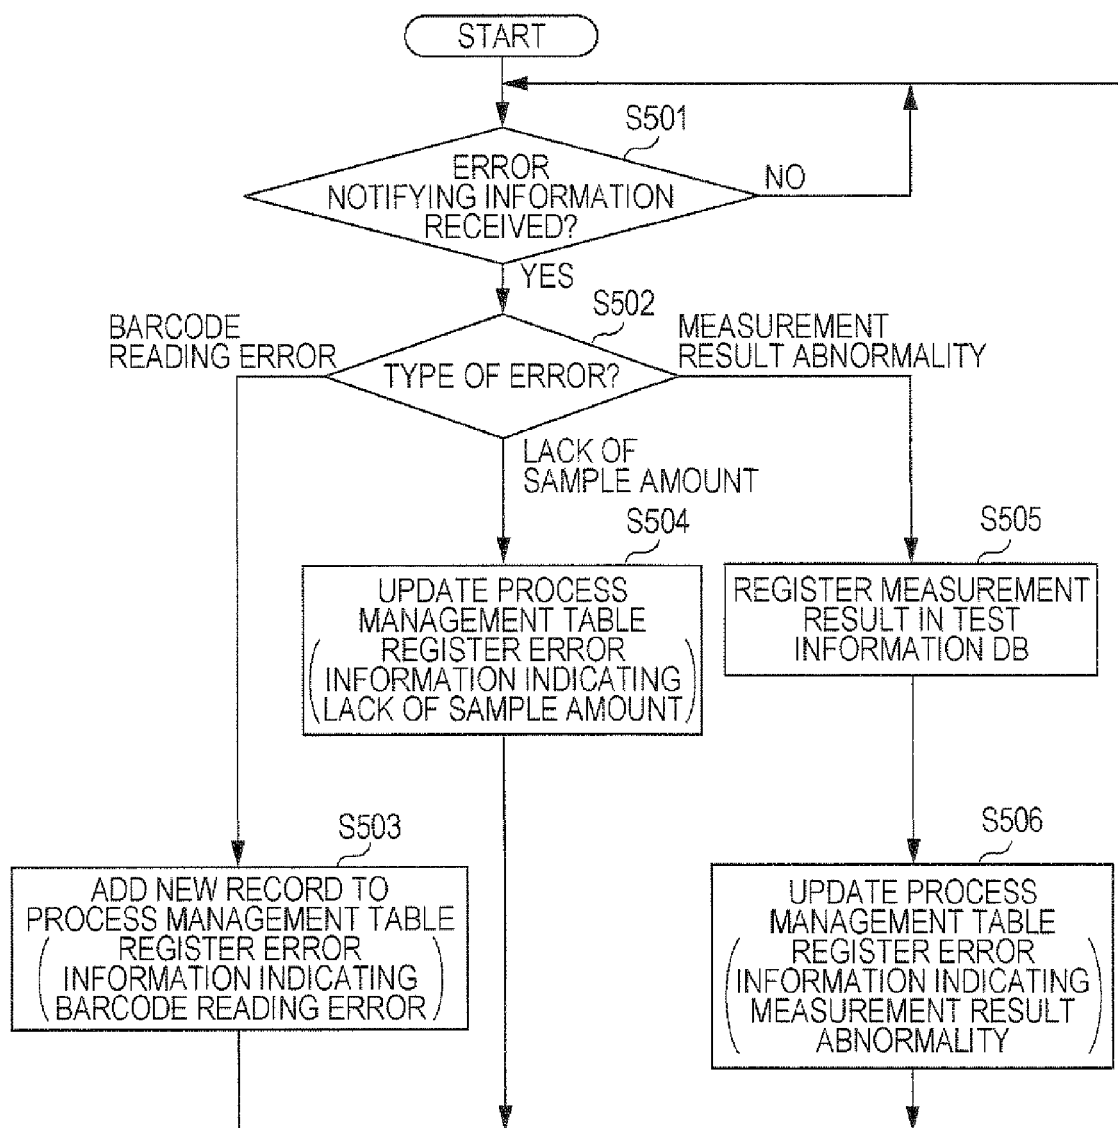 START
S501
ERROR
NOTIFYING INFORMATION
RECEIVED?
NO
YES
S502
BARCODE
READING ERROR
TYPE OF ERROR?
MEASUREMENT
RESULT ABNORMALITY
LACK OF
SAMPLE AMOUNT
S504
UPDATE PROCESS
MANAGEMENT TABLE
(REGISTER ERROR
INFORMATION INDICATING
LACK OF SAMPLE AMOUNT)
S505
REGISTER MEASUREMENT
RESULT IN TEST
INFORMATION DB
S503
ADD NEW RECORD TO
PROCESS MANAGEMENT TABLE
(REGISTER ERROR
INFORMATION INDICATING
BARCODE READING ERROR)
S506
UPDATE PROCESS
MANAGEMENT TABLE
(REGISTER ERROR
INFORMATION INDICATING
MEASUREMENT RESULT
ABNORMALITY)